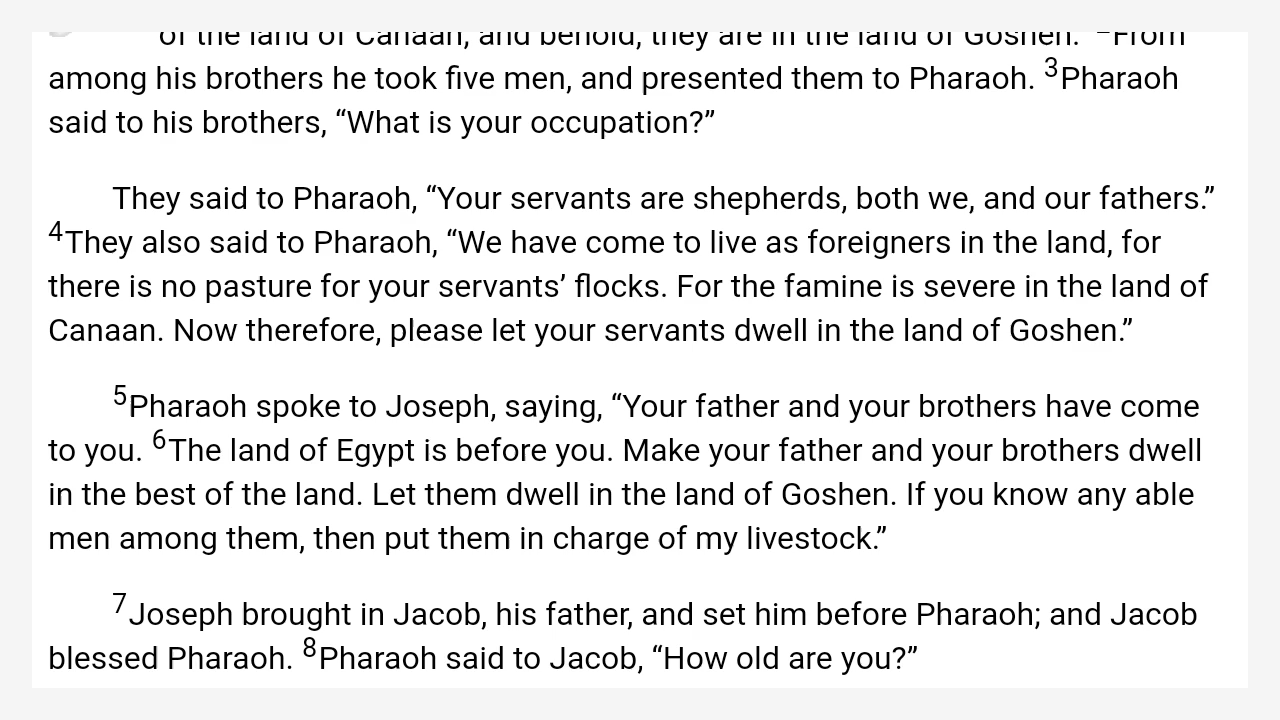 of the land of Canaan, and behold, they are in the land of Goshen.” 2From
among his brothers he took five men, and presented them to Pharaoh. 3Pharaoh
said to his brothers, “What is your occupation?”
They said to Pharaoh, “Your servants are shepherds, both we, and our fathers.”
4They also said to Pharaoh, “We have come to live as foreigners in the land, for
there is no pasture for your servants’ flocks. For the famine is severe in the land of
Canaan. Now therefore, please let your servants dwell in the land of Goshen.”
5Pharaoh spoke to Joseph, saying, “Your father and your brothers have come
to you. 6The land of Egypt is before you. Make your father and your brothers dwell
in the best of the land. Let them dwell in the land of Goshen. If you know any able
men among them, then put them in charge of my livestock.”
7Joseph brought in Jacob, his father, and set him before Pharaoh; and Jacob
blessed Pharaoh. 8Pharaoh said to Jacob, “How old are you?”